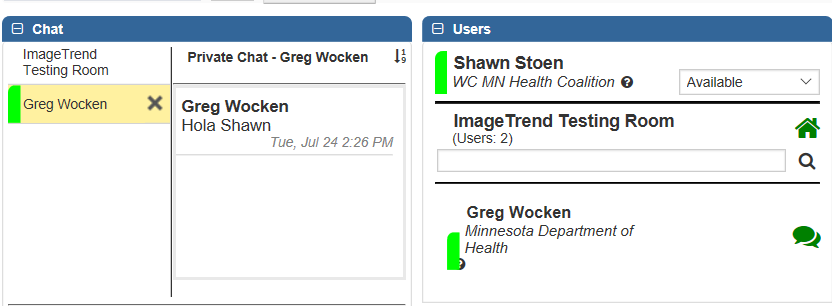 Chat
ImageTrend
Testing Room
Greg Wocken
Private Chat - Greg Wocken
Greg Wocken
Hola Shawn
Tue, Jul 24 2:26 PM
Users
Shawn Stoen
WC MN Health Coalition
Available
ImageTrend Testing Room
(Users: 2)
Greg Wocken
Minnesota Department of
Health